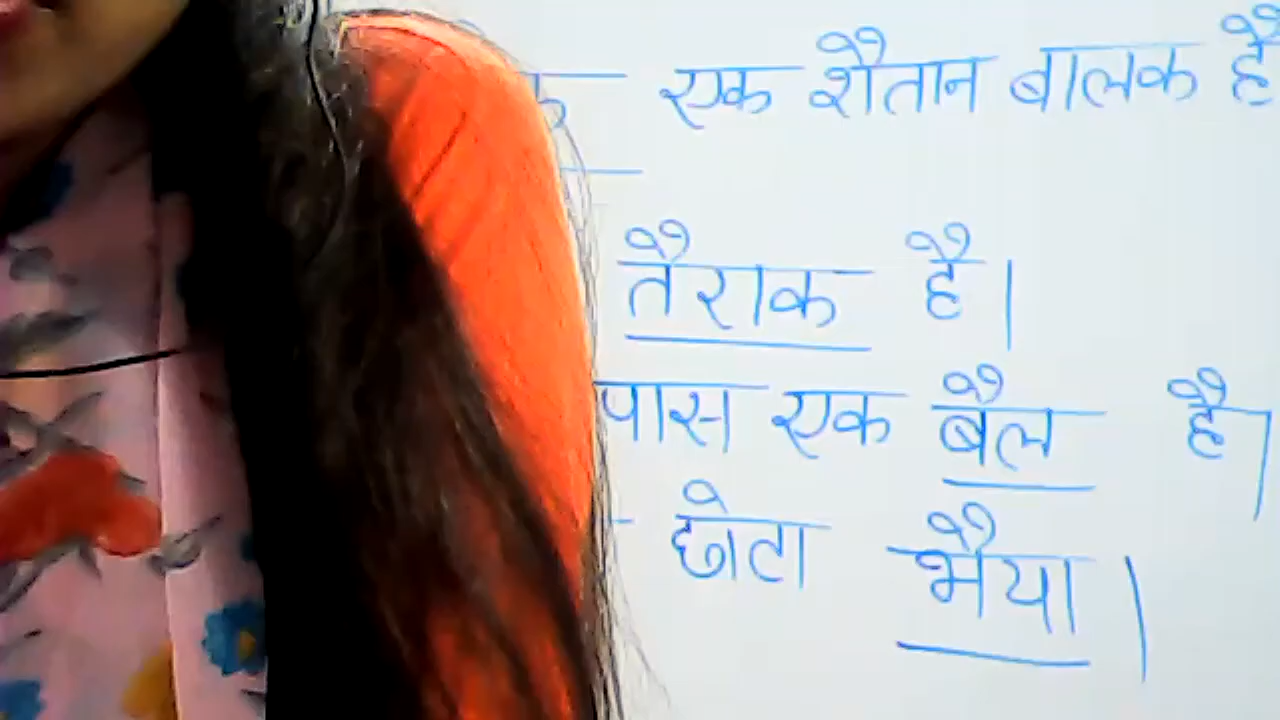 एक शैतान बालक है
तैराक है।
पास एक बैल है।
छोटा भैया।